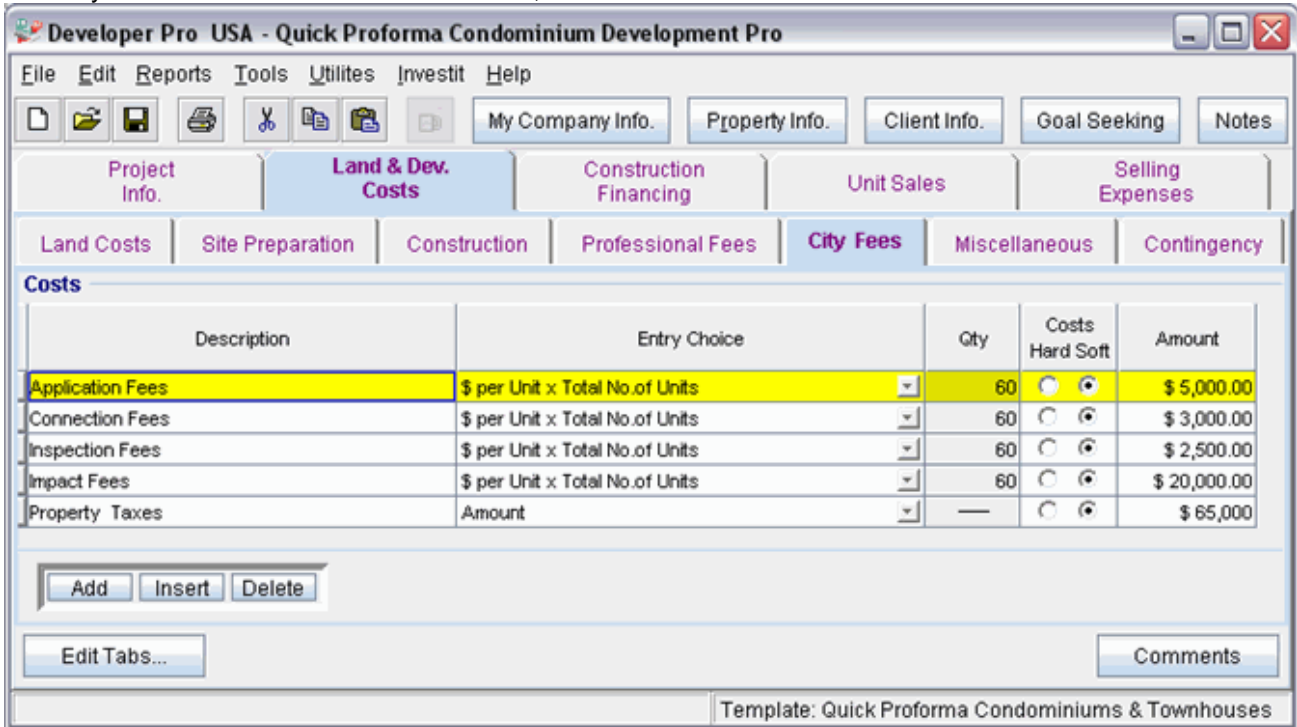 Developer Pro USA - Quick Proforma Condominium Development Pro
File Edit Reports Tools Utilites Investit Help
My Company Info. Property Info. Client Info. Goal Seeking Notes
Project Info. Land & Dev. Costs Construction Financing Unit Sales Selling Expenses
Land Costs Site Preparation Construction Professional Fees City Fees Miscellaneous Contingency
Costs
Description Entry Choice Qty Costs Hard Soft Amount
Application Fees $ per Unit x Total No.of Units 60 $ 5,000.00
Connection Fees $ per Unit x Total No.of Units 60 $ 3,000.00
Inspection Fees $ per Unit x Total No.of Units 60 $ 2,500.00
Impact Fees $ per Unit x Total No.of Units 60 $ 20,000.00
Property Taxes Amount — $ 65,000
Add Insert Delete
Edit Tabs... Comments
Template: Quick Proforma Condominiums & Townhouses